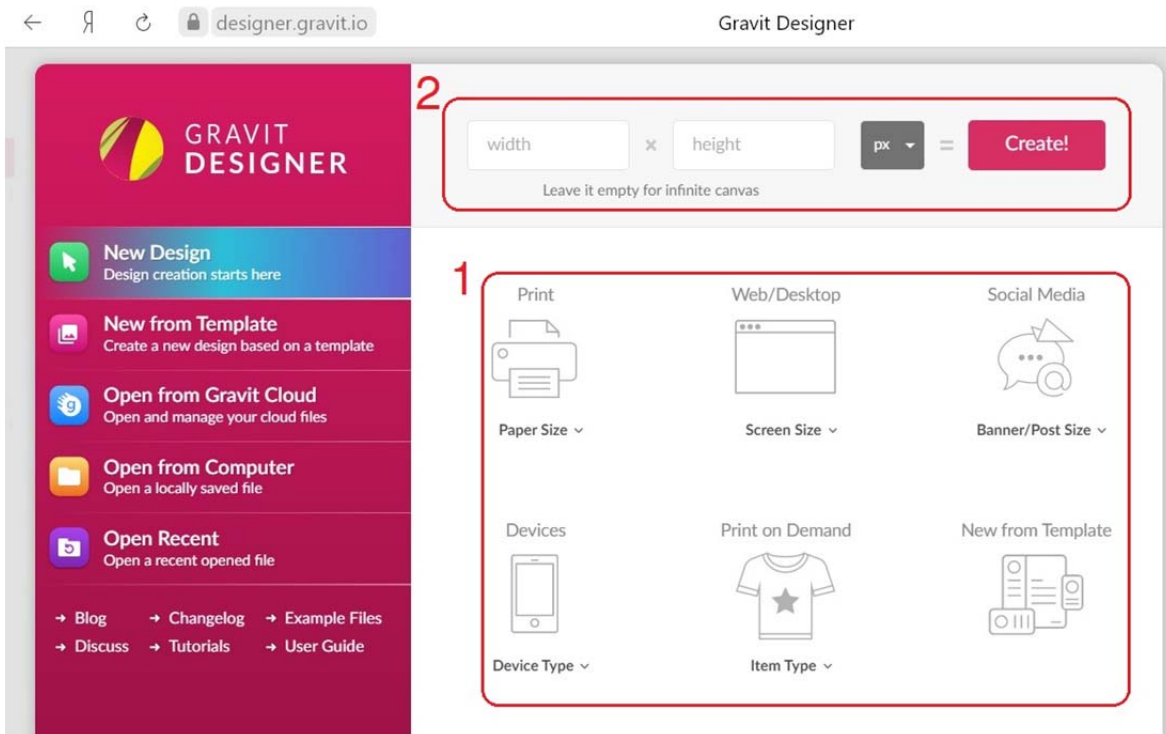 Я designer.gravit.io Gravit Designer
GRAVIT
DESIGNER
New Design
Design creation starts here
New from Template
Create a new design based on a template
Open from Gravit Cloud
Open and manage your cloud files
Open from Computer
Open a locally saved file
Open Recent
Open a recent opened file
→ Blog → Changelog → Example Files
→ Discuss → Tutorials → User Guide
2
width × height px = Create!
Leave it empty for infinite canvas
1
Print Web/Desktop Social Media
Paper Size Screen Size Banner/Post Size
Devices Print on Demand New from Template
Device Type Item Type